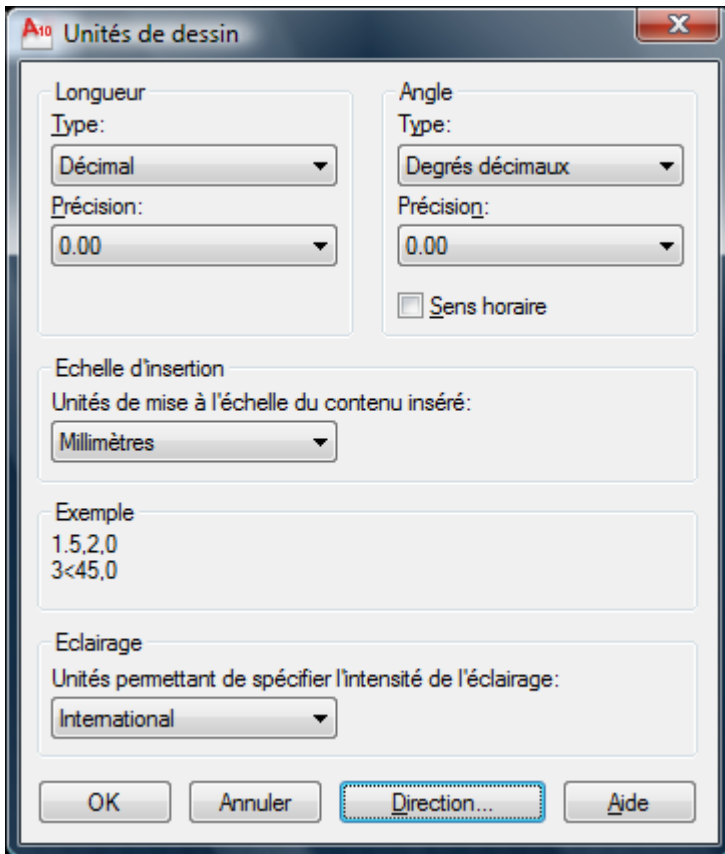 A10 Unités de dessin
Longueur
Type:
Décimal
Précision:
0.00
Angle
Type:
Degrés décimaux
Précision:
0.00
Sens horaire
Echelle d'insertion
Unités de mise à l'échelle du contenu inséré:
Millimètres
Exemple
1.5,2,0
3<45,0
Eclairage
Unités permettant de spécifier l'intensité de l'éclairage:
International
OK Annuler Direction... Aide